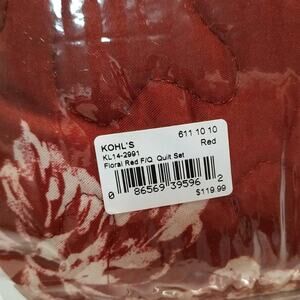 611 10 10
KOHL'S
Red
KL14-2991
Floral Red F/Q Quilt Set
0 86569 39596 2
$119.99